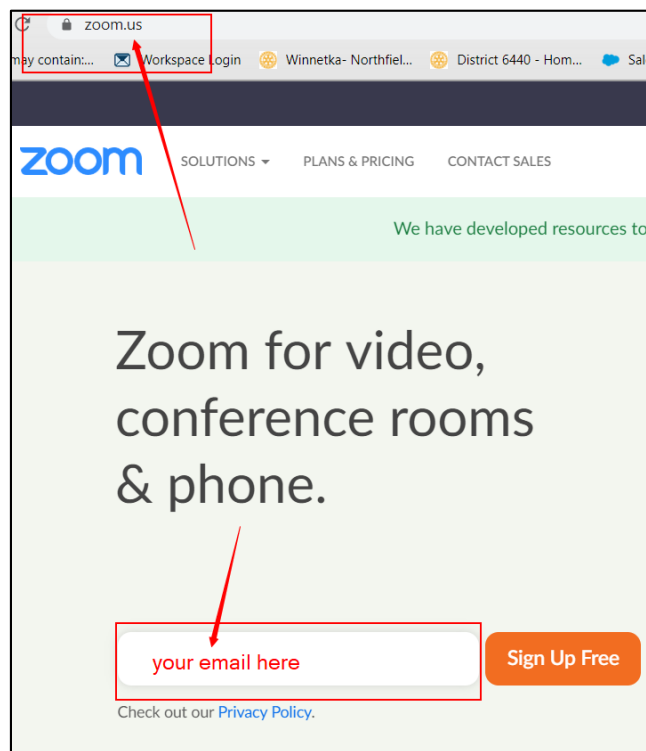 zoom.us
may contain:... Workspace Login Winnetka- Northfiel... District 6440 - Hom... Sal
zoom SOLUTIONS PLANS & PRICING CONTACT SALES
We have developed resources to
Zoom for video,
conference rooms
& phone.
your email here Sign Up Free
Check out our Privacy Policy.